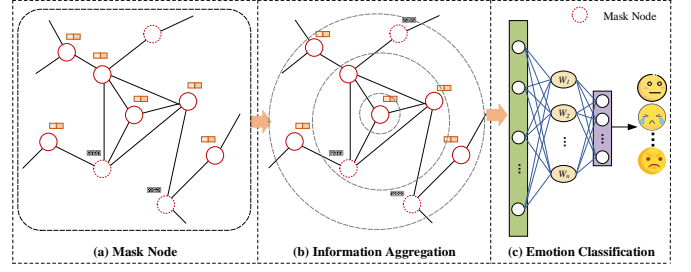 Mask Node
W1
W2
Wn
(a) Mask Node
(b) Information Aggregation
(c) Emotion Classification